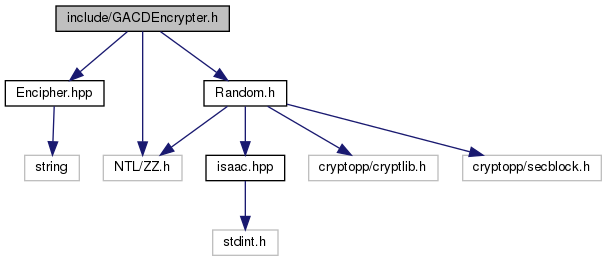 include/GACDEncrypter.h
Encipher.hpp
Random.h
string
NTL/ZZ.h
isaac.hpp
cryptopp/cryptlib.h
cryptopp/secblock.h
stdint.h